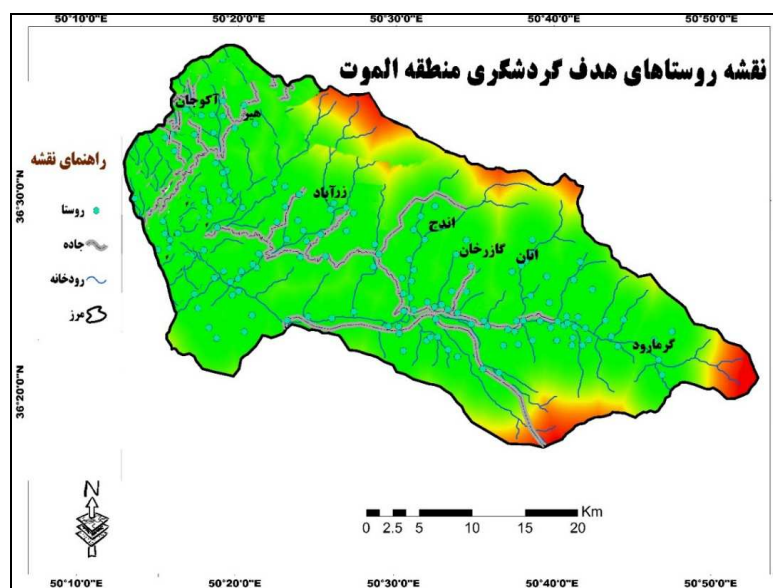 50°10'0"E 50°20'0"E 50°30'0"E 50°40'0"E 50°50'0"E
نقشه روستاهای هدف گردشگری منطقه الموت
آکوجان
هیر
راهنمای نقشه
روستا
جاده
رودخانه
مرز
36°30'0"N
36°20'0"N
زرآباد
اندج
گازرخان
اتان
گرمارود
N
Km
0 2.5 5 10 15 20
50°10'0"E 50°20'0"E 50°30'0"E 50°40'0"E 50°50'0"E